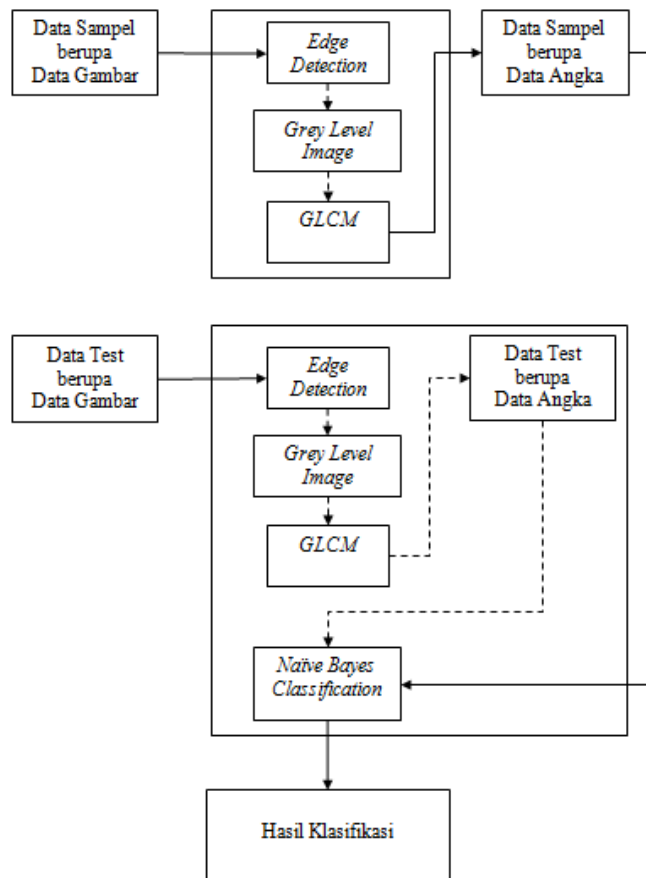 Data Sampel
berupa
Data Gambar
Edge
Detection
Grey Level
Image
GLCM
Data Sampel
berupa
Data Angka
Data Test
berupa
Data Gambar
Edge
Detection
Grey Level
Image
GLCM
Data Test
berupa
Data Angka
Naïve Bayes
Classification
Hasil Klasifikasi